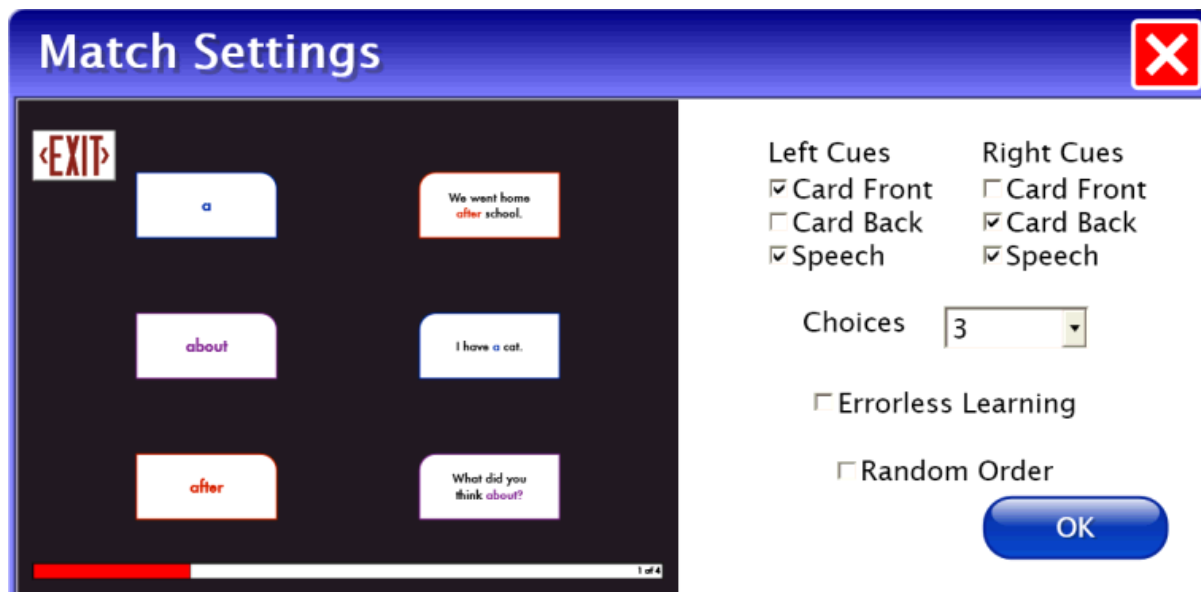 Match Settings
<EXIT>
a
We went home
after school.
about
I have a cat.
after
What did you
think about?
1 of 4
Left Cues
Card Front
Card Back
Speech
Right Cues
Card Front
Card Back
Speech
Choices
3
Errorless Learning
Random Order
OK